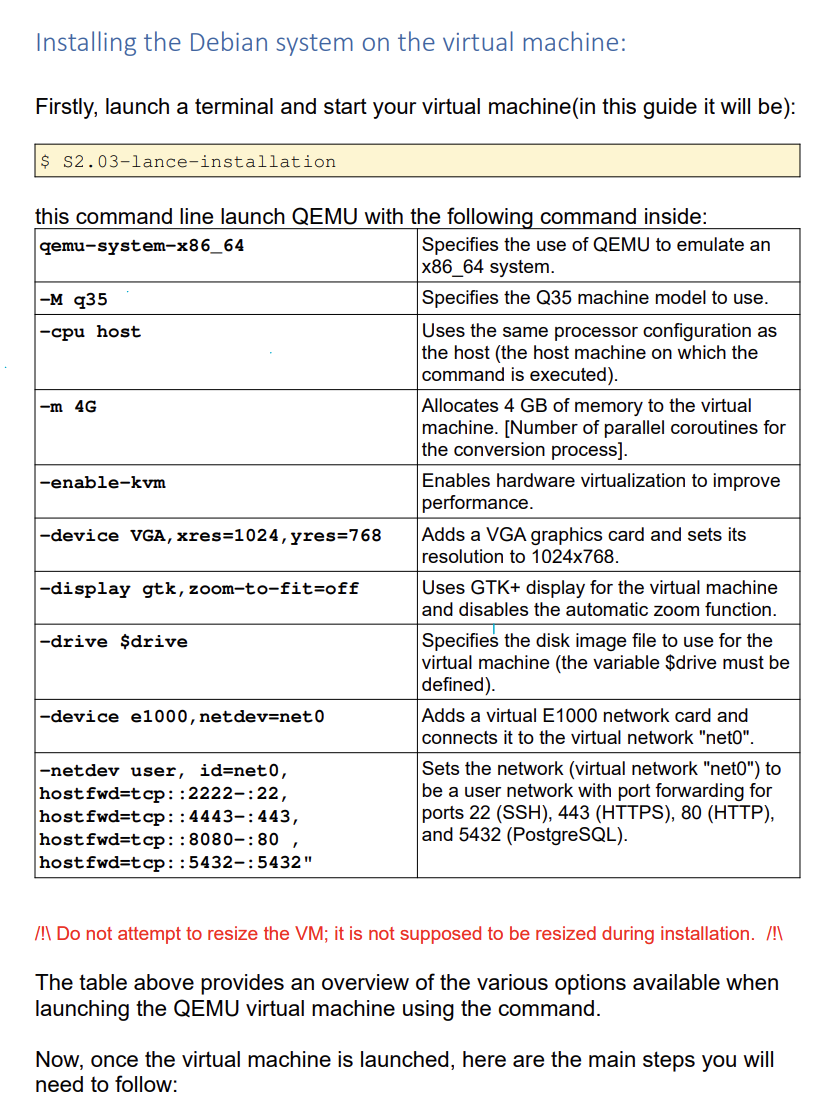 Installing the Debian system on the virtual machine:
Firstly, launch a terminal and start your virtual machine(in this guide it will be):
$ S2.03-lance-installation
this command line launch QEMU with the following command inside:
qemu-system-x86_64
Specifies the use of QEMU to emulate an
x86_64 system.
-M q35
Specifies the Q35 machine model to use.
-cpu host
Uses the same processor configuration as
the host (the host machine on which the
command is executed).
-m 4G
Allocates 4 GB of memory to the virtual
machine. [Number of parallel coroutines for
the conversion process].
-enable-kvm
Enables hardware virtualization to improve
performance.
-device VGA,xres=1024,yres=768
Adds a VGA graphics card and sets its
resolution to 1024x768.
-display gtk,zoom-to-fit=off
Uses GTK+ display for the virtual machine
and disables the automatic zoom function.
-drive $drive
Specifies the disk image file to use for the
virtual machine (the variable $drive must be
defined).
-device e1000,netdev=net0
Adds a virtual E1000 network card and
connects it to the virtual network "net0".
-netdev user, id=net0,
hostfwd=tcp::2222-:22,
hostfwd=tcp::4443-:443,
hostfwd=tcp::8080-:80 ,
hostfwd=tcp::5432-:5432"
Sets the network (virtual network "net0") to
be a user network with port forwarding for
ports 22 (SSH), 443 (HTTPS), 80 (HTTP),
and 5432 (PostgreSQL).
/!\ Do not attempt to resize the VM; it is not supposed to be resized during installation. /!\
The table above provides an overview of the various options available when
launching the QEMU virtual machine using the command.
Now, once the virtual machine is launched, here are the main steps you will
need to follow: